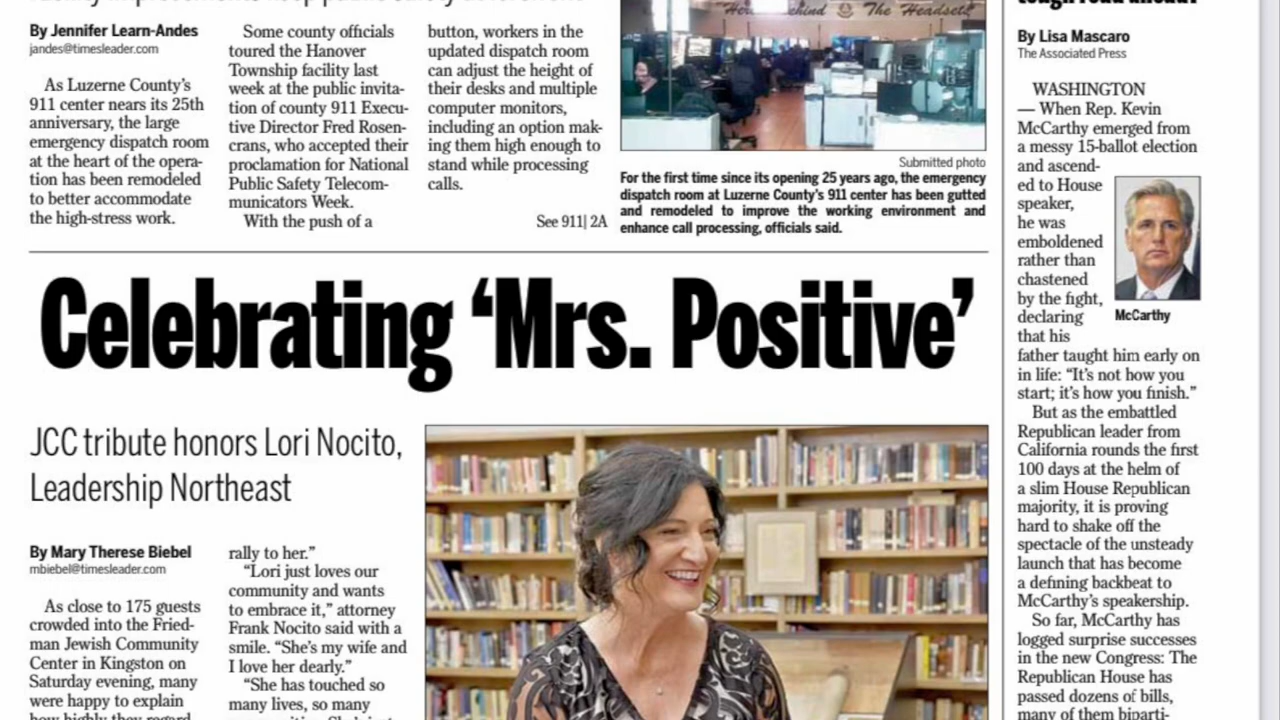 By Jennifer Learn-Andes
jandes@timesleader.com
As Luzerne County’s
911 center nears its 25th
anniversary, the large
emergency dispatch room
at the heart of the opera-
tion has been remodeled
to better accommodate
the high-stress work.
Some county officials
toured the Hanover
Township facility last
week at the public invita-
tion of county 911 Execu-
tive Director Fred Rosen-
crans, who accepted their
proclamation for National
Public Safety Telecom-
municators Week.
With the push of a
button, workers in the
updated dispatch room
can adjust the height of
their desks and multiple
computer monitors,
including an option mak-
ing them high enough to
stand while processing
calls.
See 911| 2A
The Headsets
Submitted photo
For the first time since its opening 25 years ago, the emergency
dispatch room at Luzerne County’s 911 center has been gutted
and remodeled to improve the working environment and
enhance call processing, officials said.
Celebrating ‘Mrs. Positive’
JCC tribute honors Lori Nocito,
Leadership Northeast
By Mary Therese Biebel
mbiebel@timesleader.com
As close to 175 guests
crowded into the Fried-
man Jewish Community
Center in Kingston on
Saturday evening, many
were happy to explain
how highly they regard
rally to her.”
“Lori just loves our
community and wants
to embrace it,” attorney
Frank Nocito said with a
smile. “She’s my wife and
I love her dearly.”
“She has touched so
many lives, so many
By Lisa Mascaro
The Associated Press
WASHINGTON
— When Rep. Kevin
McCarthy emerged from
a messy 15-ballot election
and ascend-
ed to House
speaker,
he was
emboldened
rather than
chastened
by the fight,
declaring
that his
McCarthy
father taught him early on
in life: “It’s not how you
start; it’s how you finish.”
But as the embattled
Republican leader from
California rounds the first
100 days at the helm of
a slim House Republican
majority, it is proving
hard to shake off the
spectacle of the unsteady
launch that has become
a defining backbeat to
McCarthy’s speakership.
So far, McCarthy has
logged surprise successes
in the new Congress: The
Republican House has
passed dozens of bills,
many of them biparti-